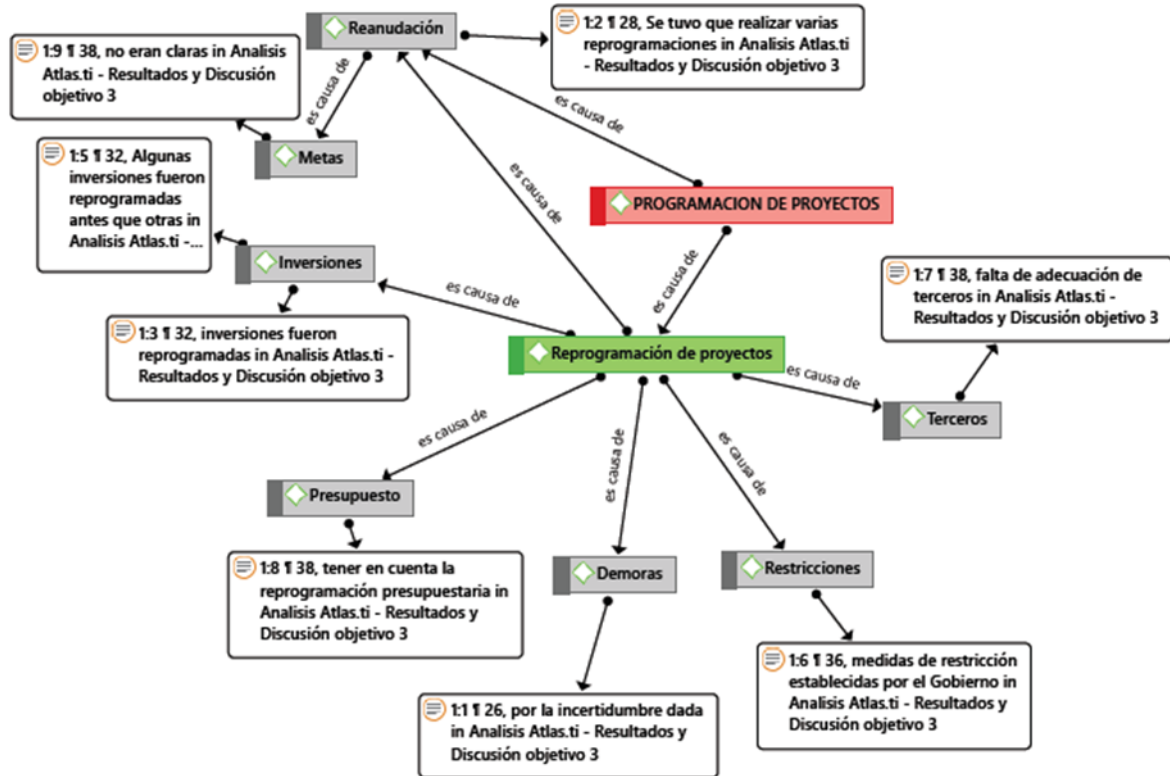 Reanudación
1:2 ¶ 28, Se tuvo que realizar varias
reprogramaciones in Analisis Atlas.ti
- Resultados y Discusión objetivo 3
1:9 ¶ 38, no eran claras in Analisis
Atlas.ti - Resultados y Discusión
objetivo 3
es causa de
es causa de
Metas
1:5 ¶ 32, Algunas
inversiones fueron
reprogramadas
antes que otras in
Analisis Atlas.ti -...
es causa de
PROGRAMACION DE PROYECTOS
Inversiones
es causa de
es causa de
1:7 ¶ 38, falta de adecuación de
terceros in Analisis Atlas.ti -
Resultados y Discusión objetivo 3
1:3 ¶ 32, inversiones fueron
reprogramadas in Analisis Atlas.ti -
Resultados y Discusión objetivo 3
Reprogramación de proyectos
es causa de
Terceros
es causa de
es causa de
es causa de
Presupuesto
1:8 ¶ 38, tener en cuenta la
reprogramación presupuestaria in
Analisis Atlas.ti - Resultados y
Discusión objetivo 3
Demoras
Restricciones
1:6 ¶ 36, medidas de restricción
establecidas por el Gobierno in
Analisis Atlas.ti - Resultados y
Discusión objetivo 3
1:1 ¶ 26, por la incertidumbre dada
in Analisis Atlas.ti - Resultados y
Discusión objetivo 3